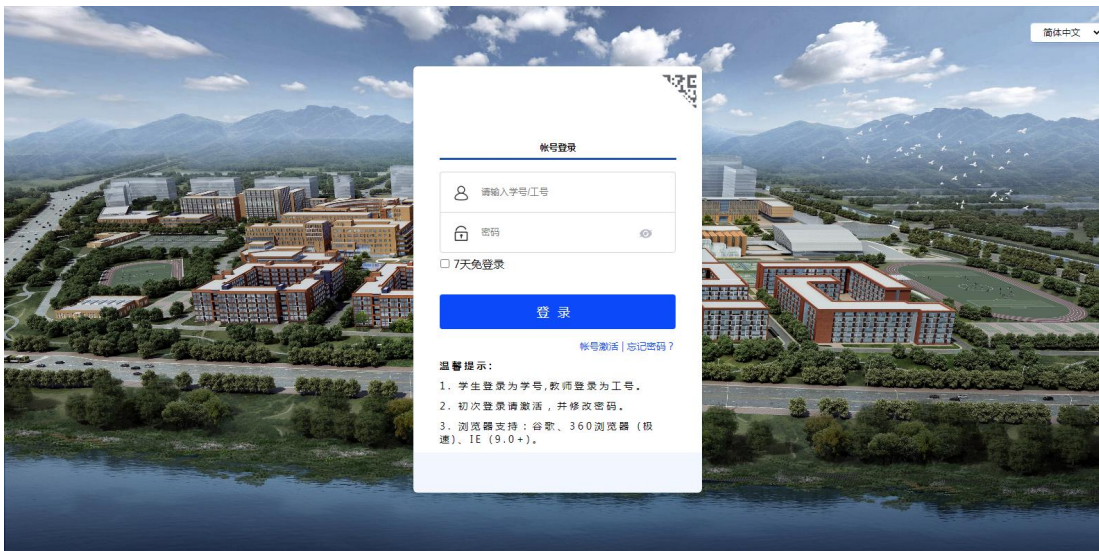 简体中文
帐号登录
请输入学号/工号
密码
7天免登录
登 录
帐号激活 | 忘记密码？
温馨提示：
1. 学生登录为学号,教师登录为工号。
2. 初次登录请激活，并修改密码。
3. 浏览器支持：谷歌、360浏览器（极
速）、IE（9.0+）。